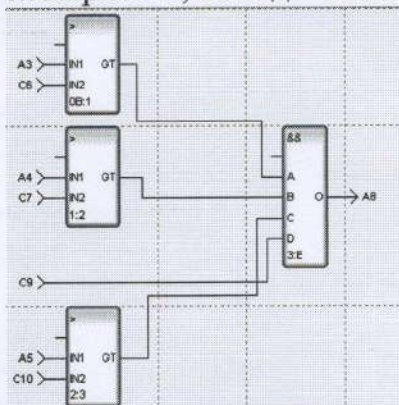 >
A3 IN1 GT
C6 IN2
0B:1
>
A4 IN1 GT
C7 IN2
1:2
&&
A
B O A8
C
D
3:E
C9
>
A5 IN1 GT
C10 IN2
2:3